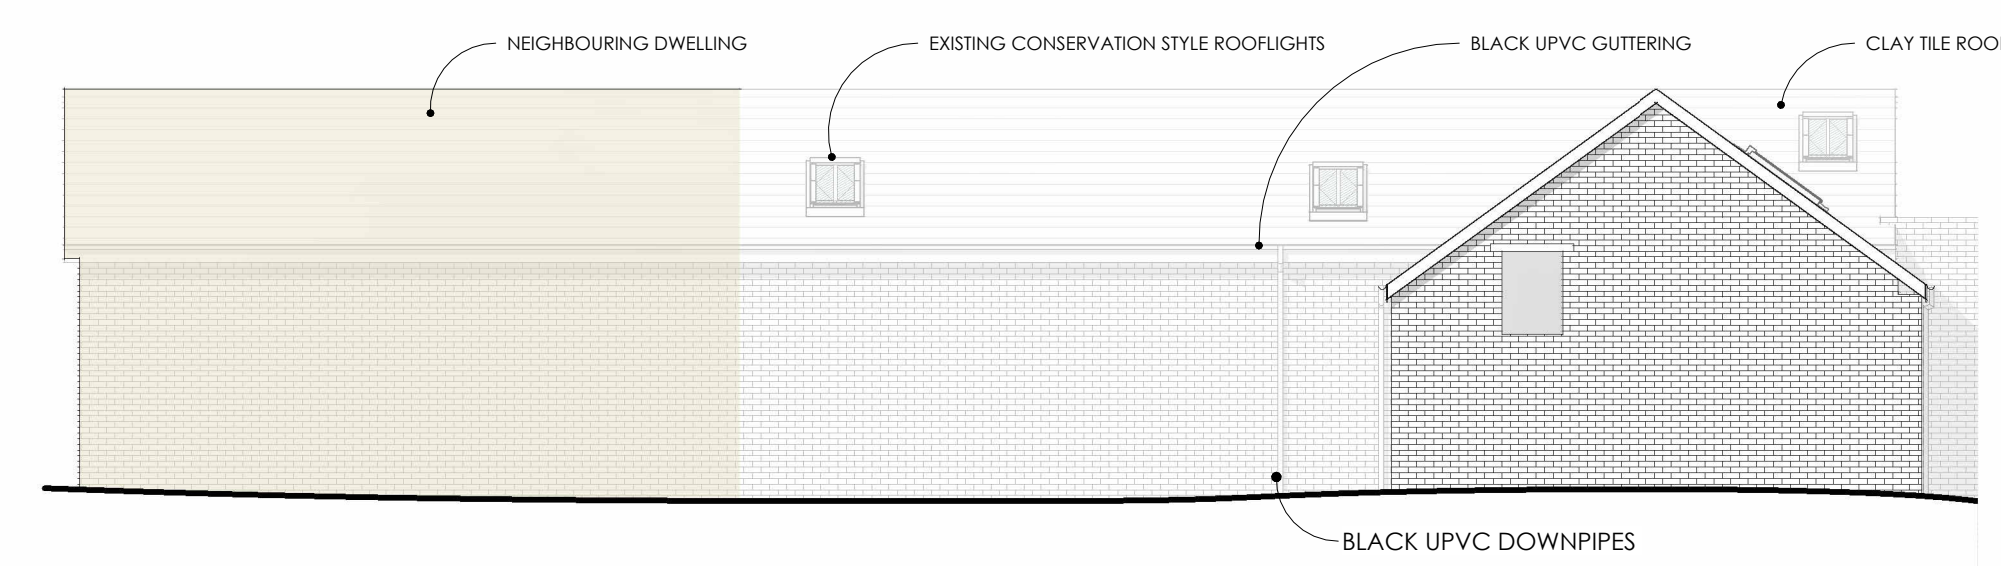 NEIGHBOURING DWELLING
EXISTING CONSERVATION STYLE ROOFLIGHTS
BLACK UPVC GUTTERING
CLAY TILE ROO
BLACK UPVC DOWNPIPES